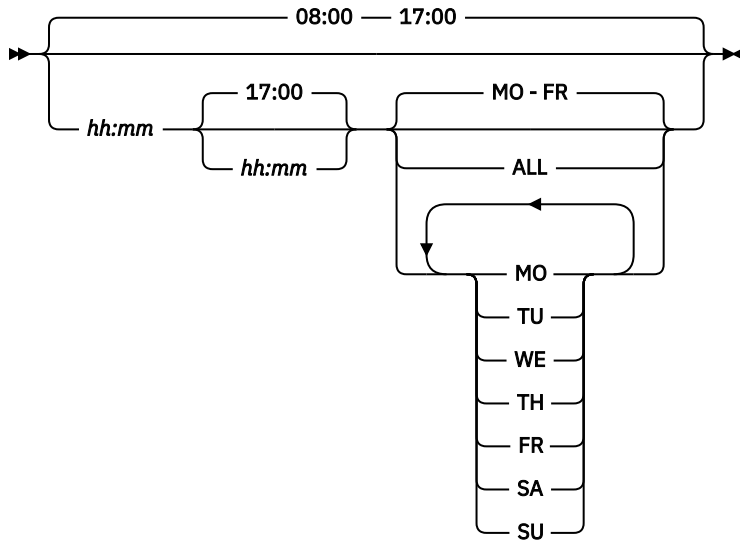 08:00 17:00
17:00 MO - FR
hh:mm
hh:mm ALL
MO
TU
WE
TH
FR
SA
SU